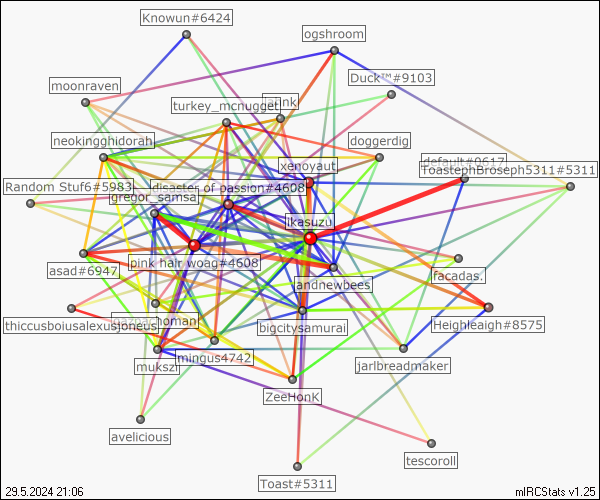 Knowun#6424
ogshroom
Duck™#9103
moonraven
turkey_mcnugget
neokingghidorah
doggerdig
xenoyaut
default#0617
ToastephBroseph5311#5311
Random Stuf6#5983
disaster of passion#4608
gregor_samsa
ikasuzu
pink hair woag#4608
asad#6947
andnewbees
facadas.
thiccusboiusalexusjoneus
bigcitysamurai
Heighleaigh#8575
mukszi
mingus4742
jarlbreadmaker
ZeeHonK
avelicious
tescoroll
Toast#5311
29.5.2024 21:06
mIRCStats v1.25